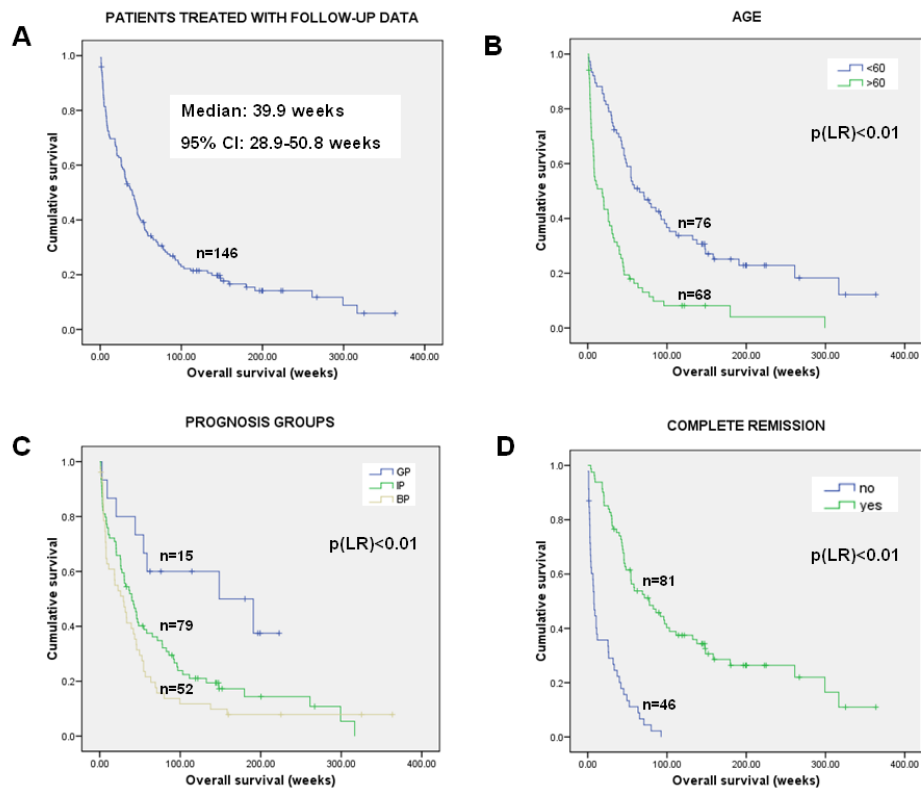 PATIENTS TREATED WITH FOLLOW-UP DATA
A
Cumulative survival
1.0
0.8
0.6
0.4
0.2
0.0
Median: 39.9 weeks
95% CI: 28.9-50.8 weeks
n=146
.00 100.00 200.00 300.00 400.00
Overall survival (weeks)
AGE
B
Cumulative survival
1.0
0.8
0.6
0.4
0.2
0.0
<60
>60
p(LR)<0.01
n=76
n=68
0.00 100.00 200.00 300.00 400.00
Overall survival (weeks)
PROGNOSIS GROUPS
C
Cumulative survival
1.0
0.8
0.6
0.4
0.2
0.0
GP
IP
BP
p(LR)<0.01
n=15
n=79
n=52
0.00 100.00 200.00 300.00 400.00
Overall survival (weeks)
COMPLETE REMISSION
D
Cumulative survival
1.0
0.8
0.6
0.4
0.2
0.0
no
yes
p(LR)<0.01
n=81
n=46
0.00 100.00 200.00 300.00 400.00
Overall survival (weeks)